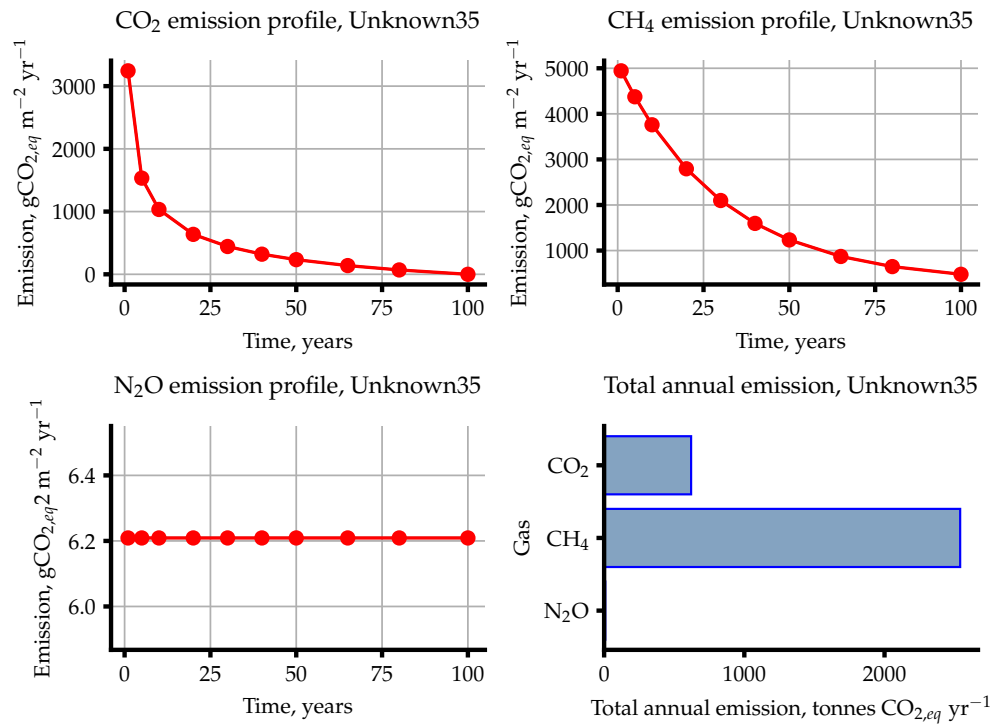 CO₂ emission profile, Unknown35
Emission, gCO₂,eq m⁻² yr⁻¹
3000
2000
1000
0
0 25 50 75 100
Time, years
CH₄ emission profile, Unknown35
Emission, gCO₂,eq m⁻² yr⁻¹
5000
4000
3000
2000
1000
0 25 50 75 100
Time, years
N₂O emission profile, Unknown35
Emission, gCO₂,eq2 m⁻² yr⁻¹
6.4
6.2
6.0
0 25 50 75 100
Time, years
Total annual emission, Unknown35
Gas
CO₂
CH₄
N₂O
0 1000 2000
Total annual emission, tonnes CO₂,eq yr⁻¹